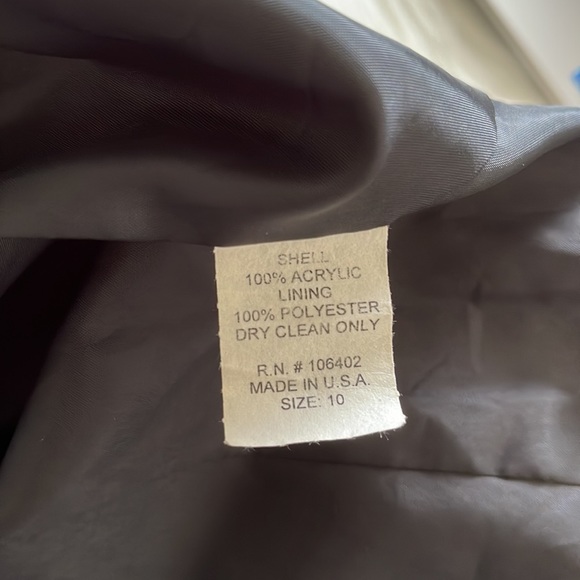 SHELL
100% ACRYLIC
LINING
100% POLYESTER
DRY CLEAN ONLY
R.N. # 106402
MADE IN U.S.A.
SIZE: 10